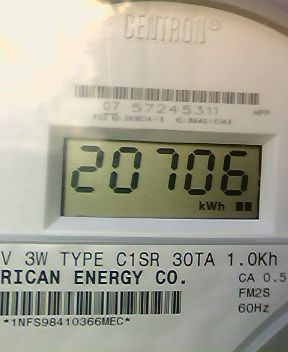 CENTRON®
07 57245311
20706
kWh
V 3W TYPE C1SR 30TA 1.0Kh
RICAN ENERGY CO.
CA 0.5
FM2S
60Hz
*1NFS98410366MEC*